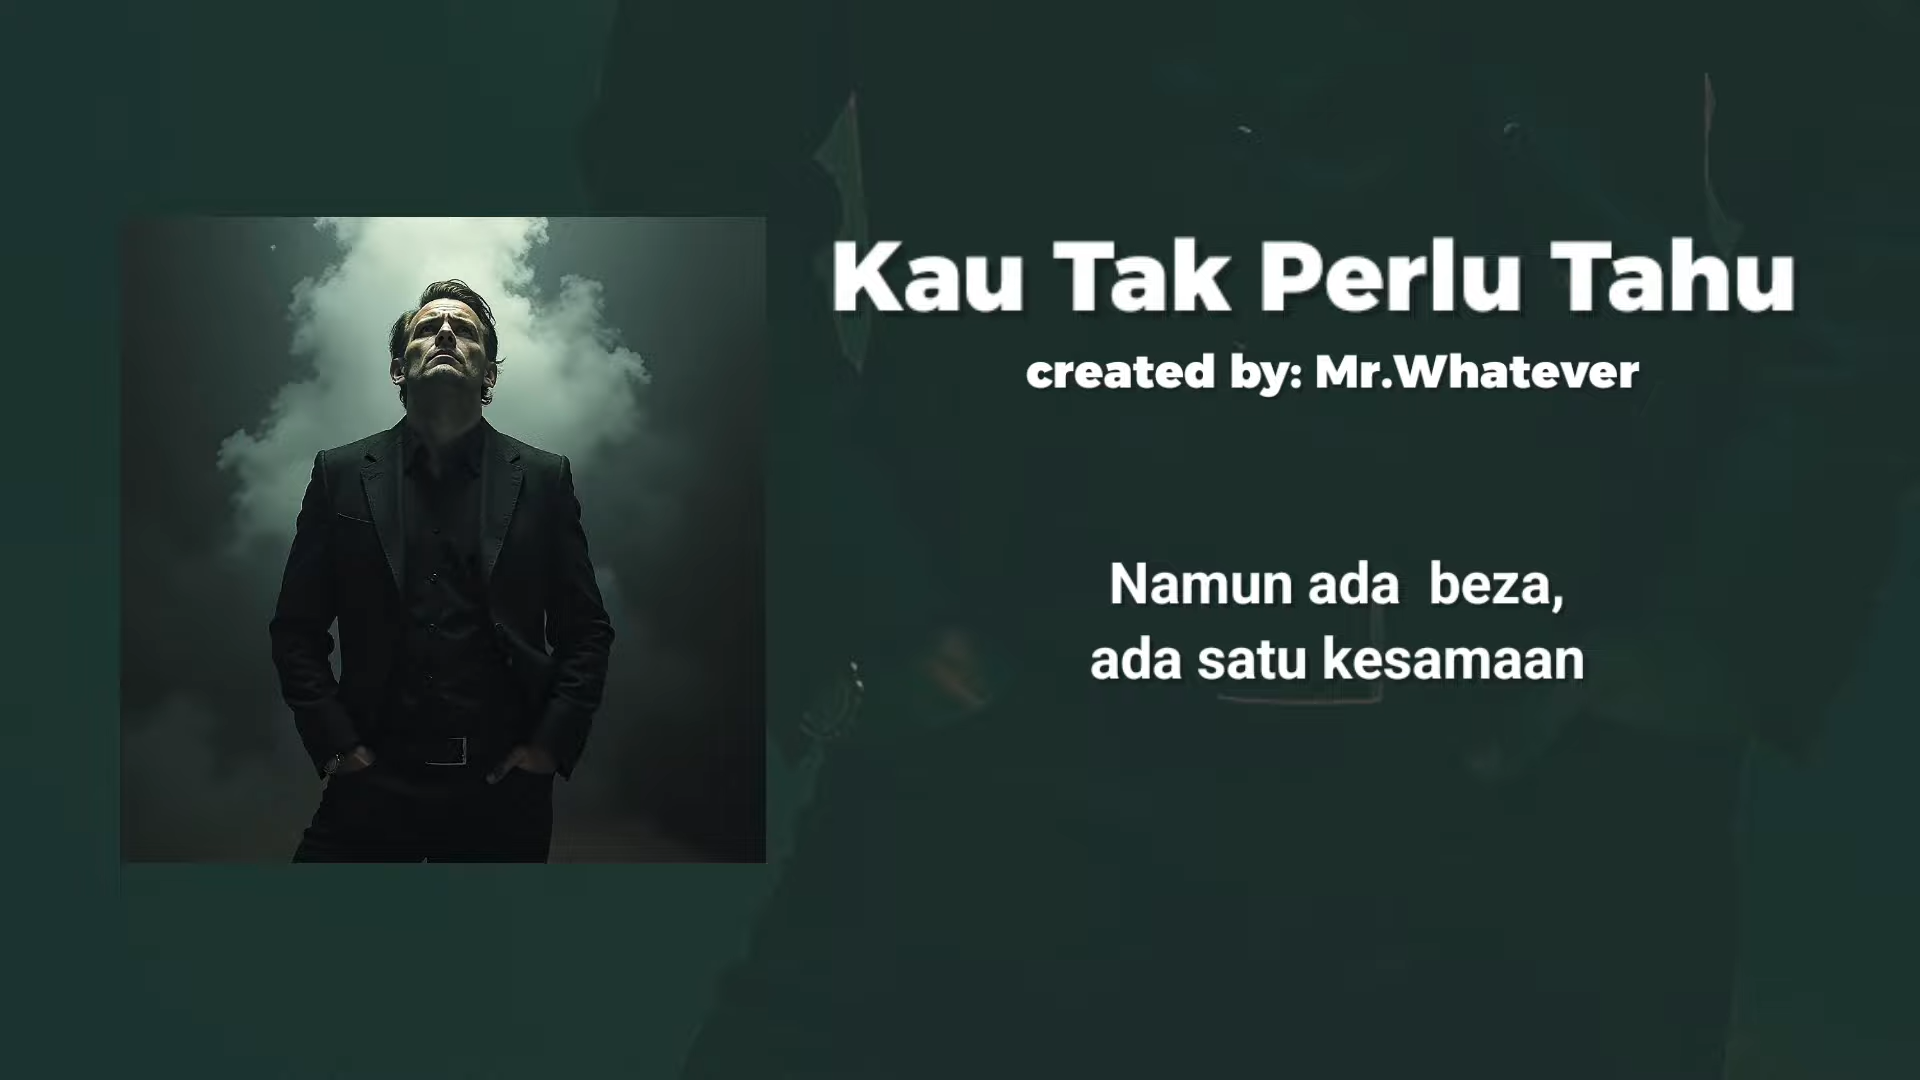 Kau Tak Perlu Tahu
created by: Mr.Whatever
Namun ada  beza,
ada satu kesamaan